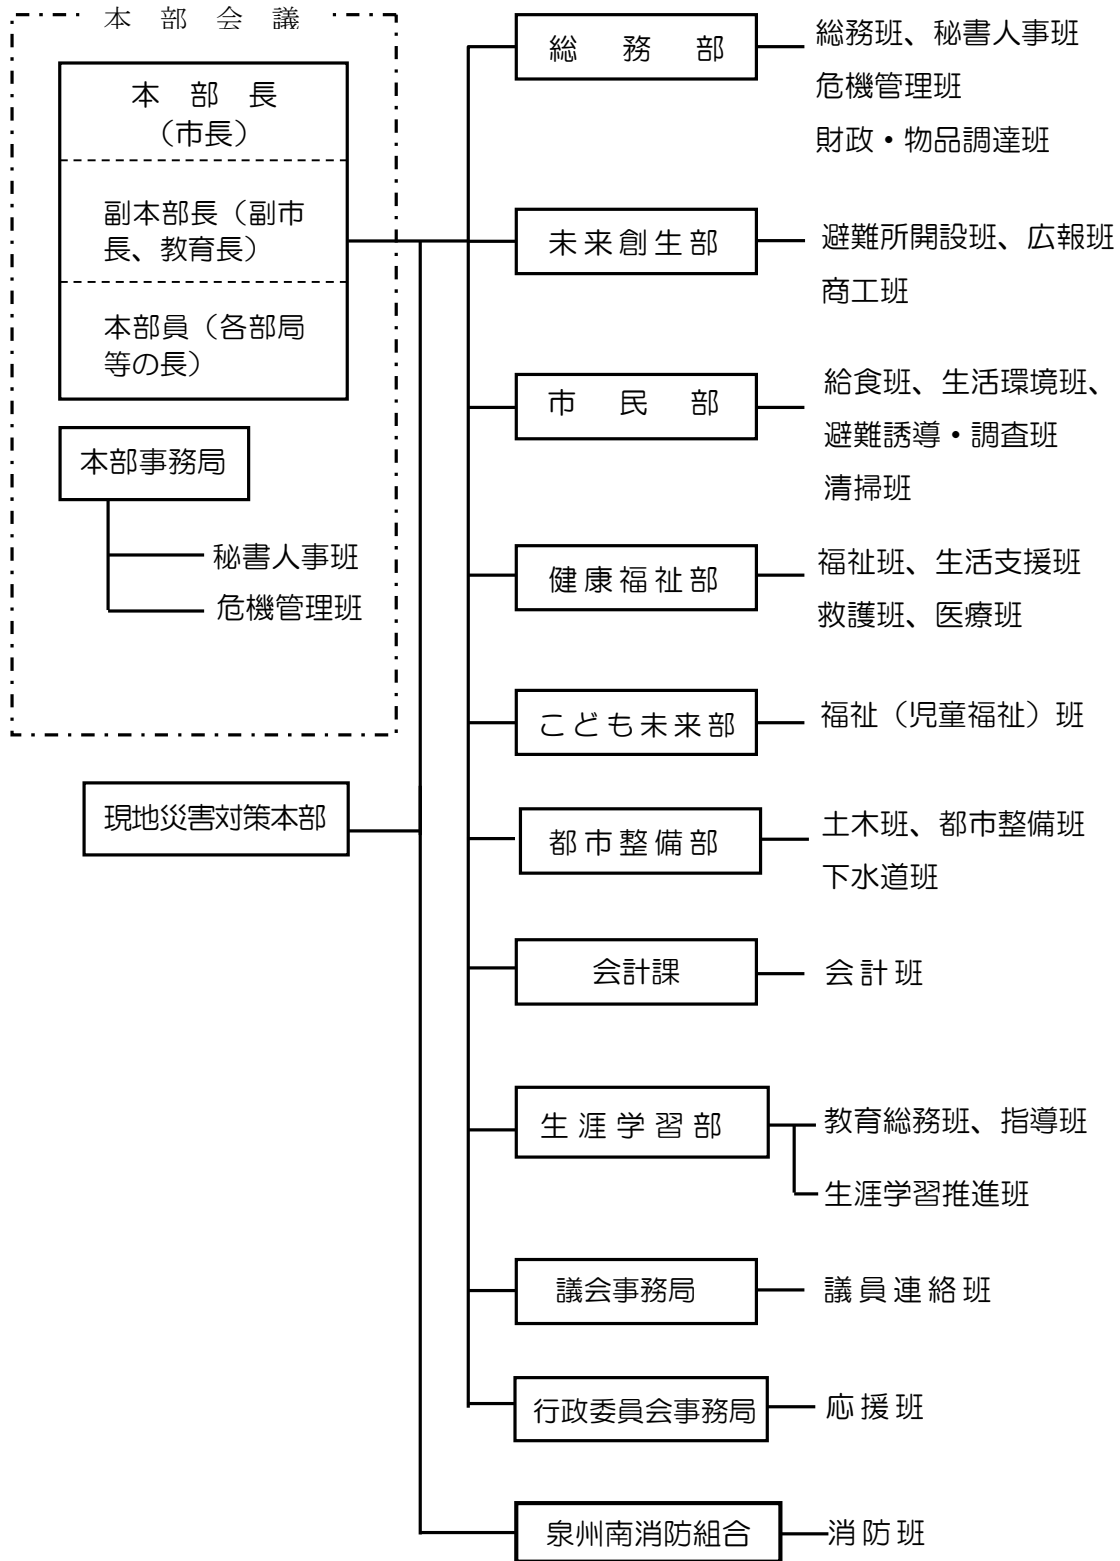 本部会議
本部長
（市長）
副本部長（副市
長、教育長）
本部員（各部局
等の長）
本部事務局
秘書人事班
危機管理班
現地災害対策本部
総務部
総務班、秘書人事班
危機管理班
財政・物品調達班
未来創生部
避難所開設班、広報班
商工班
市民部
給食班、生活環境班、
避難誘導・調査班
清掃班
健康福祉部
福祉班、生活支援班
救護班、医療班
こども未来部
福祉（児童福祉）班
都市整備部
土木班、都市整備班
下水道班
会計課
会計班
生涯学習部
教育総務班、指導班
生涯学習推進班
議会事務局
議員連絡班
行政委員会事務局
応援班
泉州南消防組合
消防班